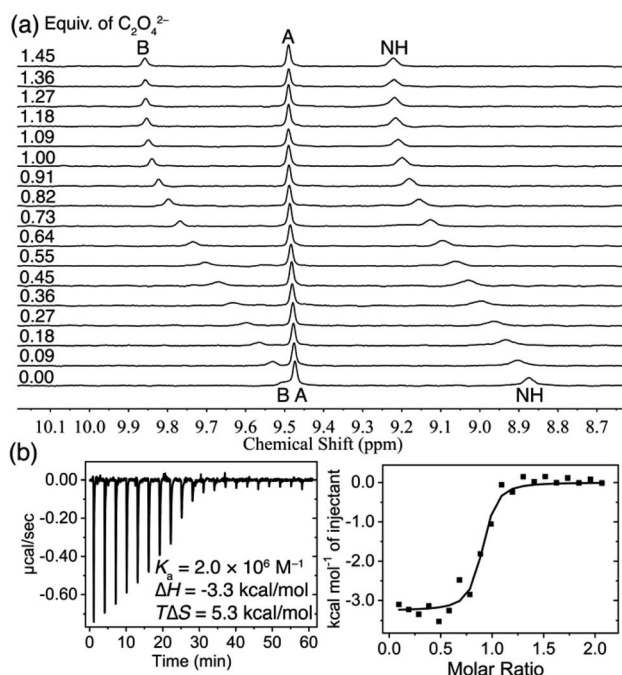 (a) Equiv. of C₂O₄²⁻
B A NH
1.45
1.36
1.27
1.18
1.09
1.00
0.91
0.82
0.73
0.64
0.55
0.45
0.36
0.27
0.18
0.09
0.00
B A NH
10.1 10.0 9.9 9.8 9.7 9.6 9.5 9.4 9.3 9.2 9.1 9.0 8.9 8.8 8.7
Chemical Shift (ppm)
(b)
0.00
-0.20
-0.40
-0.60
µcal/sec
Kₐ = 2.0 × 10⁶ M⁻¹
ΔH = -3.3 kcal/mol
TΔS = 5.3 kcal/mol
0 10 20 30 40 50 60
Time (min)
kcal mol⁻¹ of injectant
0.0
-1.0
-2.0
-3.0
0.0 0.5 1.0 1.5 2.0
Molar Ratio